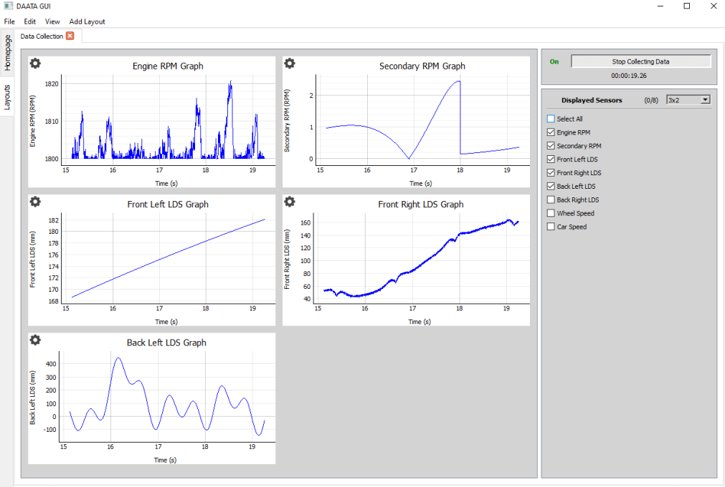 DAATA GUI
File Edit View Add Layout
Homepage
Layouts
Data Collection
Engine RPM Graph
Engine RPM (RPM)
1820
1810
1800
15 16 17 18 19
Time (s)
Secondary RPM Graph
Secondary RPM (RPM)
2
1
0
15 16 17 18 19
Time (s)
Front Left LDS Graph
Front Left LDS (mm)
182
180
178
176
174
172
170
168
15 16 17 18 19
Time (s)
Front Right LDS Graph
Front Right LDS (mm)
160
140
120
100
80
60
40
15 16 17 18 19
Time (s)
Back Left LDS Graph
Back Left LDS (mm)
400
300
200
100
0
-100
15 16 17 18 19
Time (s)
On Stop Collecting Data
00:00:19.26
Displayed Sensors (0/8) 3x2
Select All
Engine RPM
Secondary RPM
Front Left LDS
Front Right LDS
Back Left LDS
Back Right LDS
Wheel Speed
Car Speed